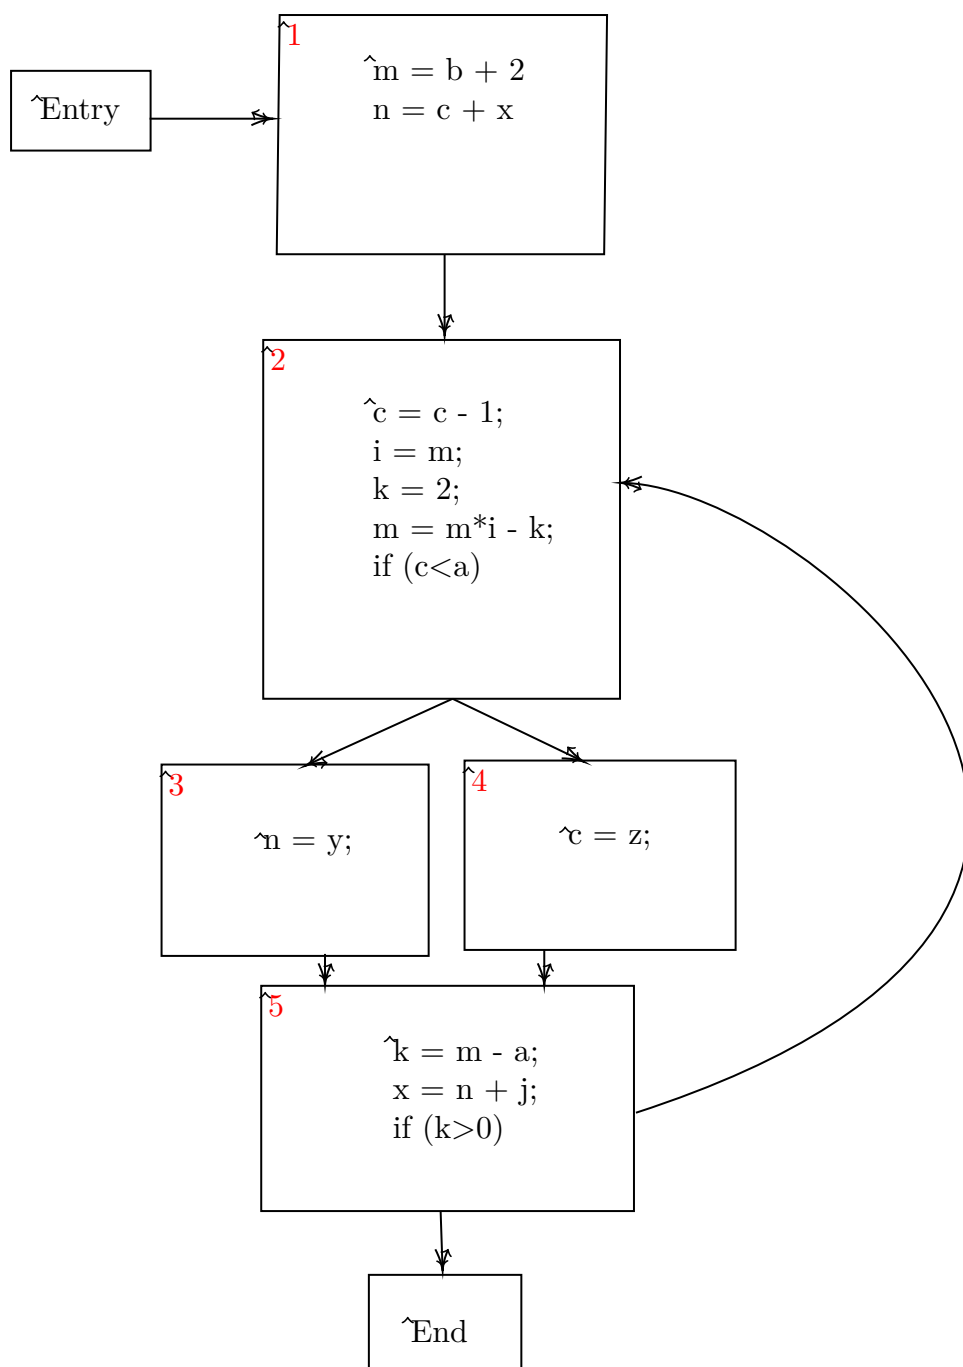 1
^m = b + 2
^Entry
n = c + x
^2
^c = c - 1;
i = m;
k = 2;
m = m*i - k;
if (c<a)
^3
^4
^n = y;
^c = z;
^5
^k = m - a;
x = n + j;
if (k>0)
^End